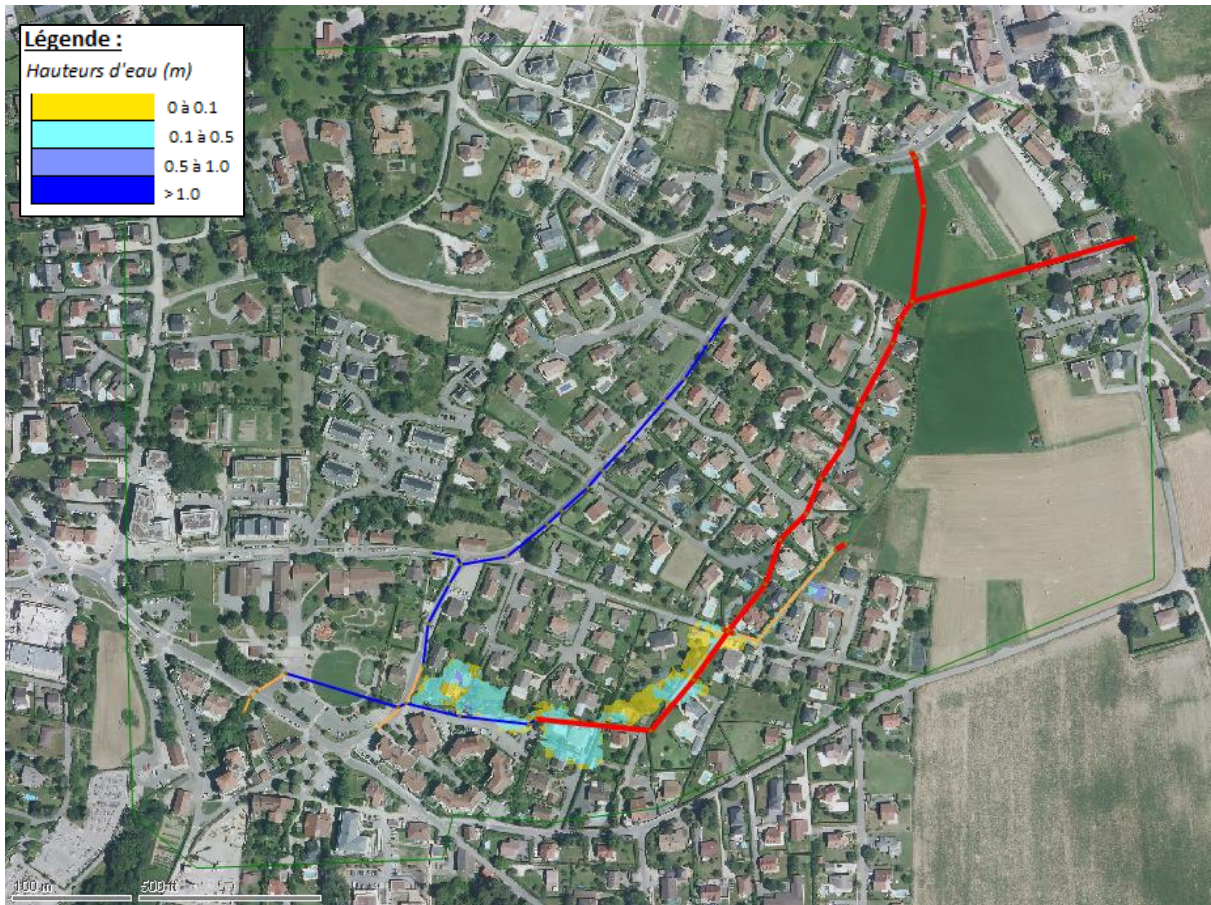 Légende :
Hauteurs d'eau (m)
0 à 0.1
0.1 à 0.5
0.5 à 1.0
> 1.0
100 m
500 ft